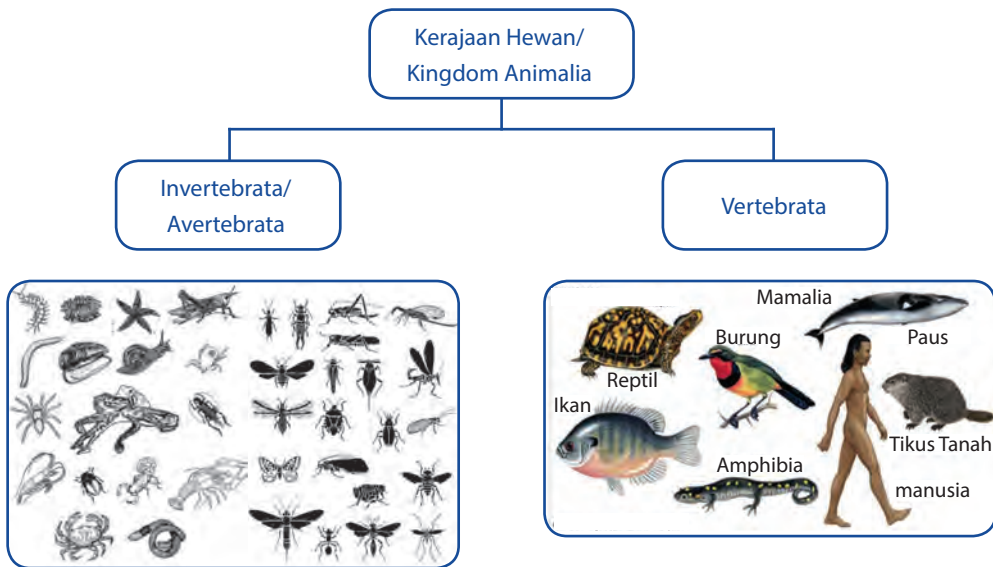 Kerajaan Hewan/
Kingdom Animalia
Invertebrata/
Avertebrata
Vertebrata
Mamalia
Paus
Burung
Reptil
Ikan
Tikus Tanah
Amphibia
manusia